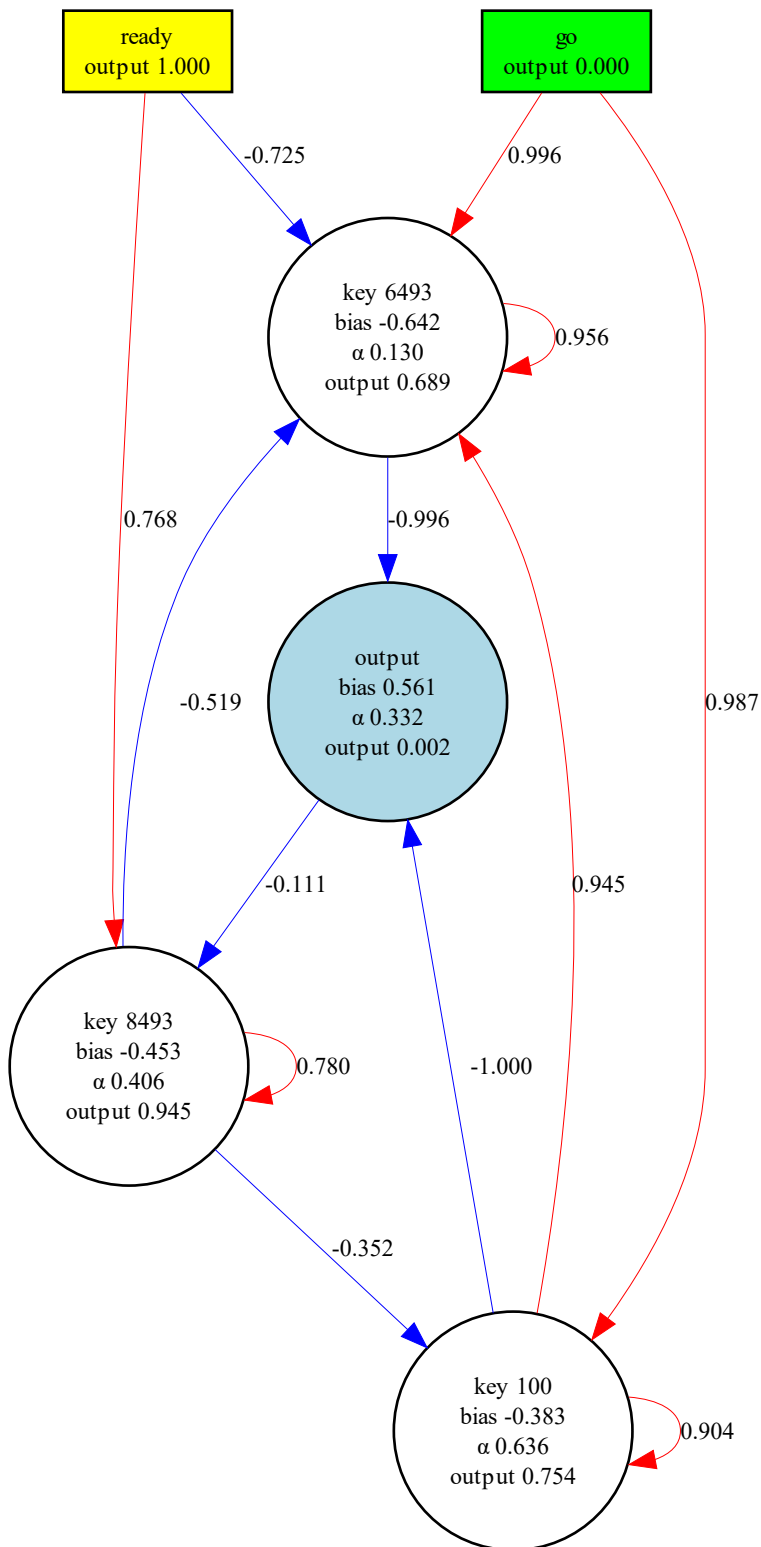 ready
output 1.000
go
output 0.000
-0.725
0.996
key 6493
bias -0.642
α 0.130
output 0.689
0.956
0.768
-0.996
-0.519
output
bias 0.561
α 0.332
output 0.002
0.987
-0.111
0.945
key 8493
bias -0.453
α 0.406
output 0.945
0.780
-1.000
-0.352
key 100
bias -0.383
α 0.636
output 0.754
0.904